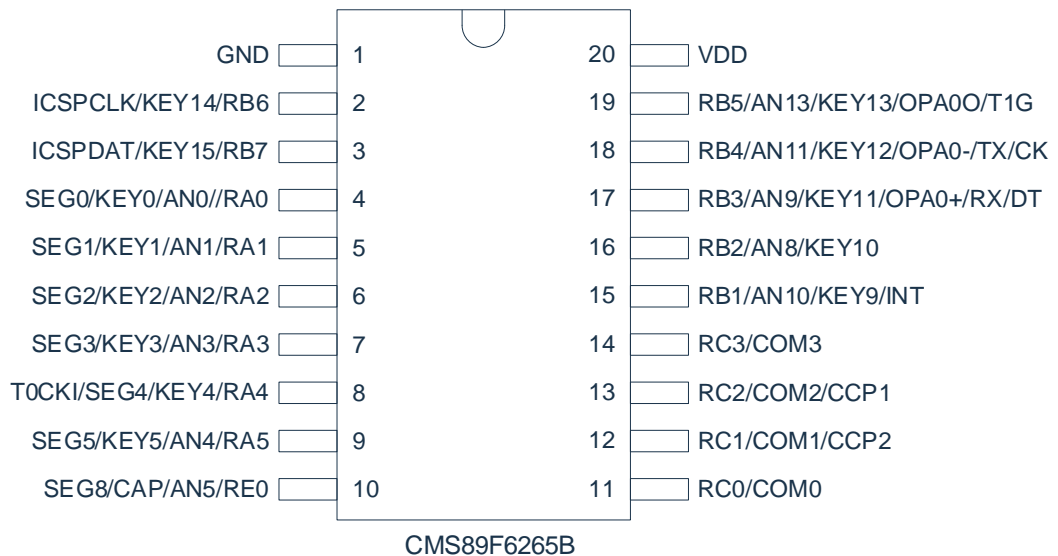 GND 1 20 VDD
ICSPCLK/KEY14/RB6 2 19 RB5/AN13/KEY13/OPA0O/T1G
ICSPDAT/KEY15/RB7 3 18 RB4/AN11/KEY12/OPA0-/TX/CK
SEG0/KEY0/AN0//RA0 4 17 RB3/AN9/KEY11/OPA0+/RX/DT
SEG1/KEY1/AN1/RA1 5 16 RB2/AN8/KEY10
SEG2/KEY2/AN2/RA2 6 15 RB1/AN10/KEY9/INT
SEG3/KEY3/AN3/RA3 7 14 RC3/COM3
T0CKI/SEG4/KEY4/RA4 8 13 RC2/COM2/CCP1
SEG5/KEY5/AN4/RA5 9 12 RC1/COM1/CCP2
SEG8/CAP/AN5/RE0 10 11 RC0/COM0
CMS89F6265B